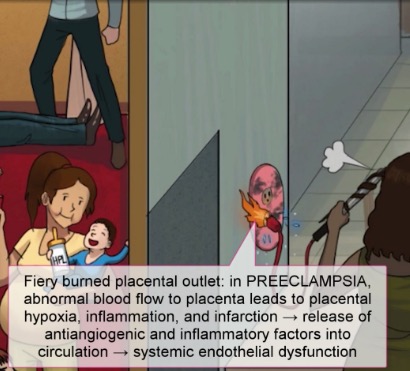 HPL
Fiery burned placental outlet: in PREECLAMPSIA,
abnormal blood flow to placenta leads to placental
hypoxia, inflammation, and infarction → release of
antiangiogenic and inflammatory factors into
circulation → systemic endothelial dysfunction